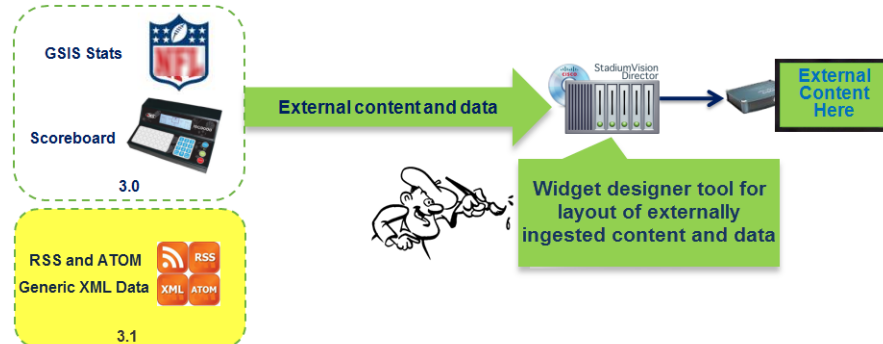 GSIS Stats
NFL
Scoreboard
3.0
External content and data
CISCO
StadiumVision
Director
External
Content
Here
Widget designer tool for
layout of externally
ingested content and data
RSS and ATOM
Generic XML Data
RSS
XML
ATOM
3.1